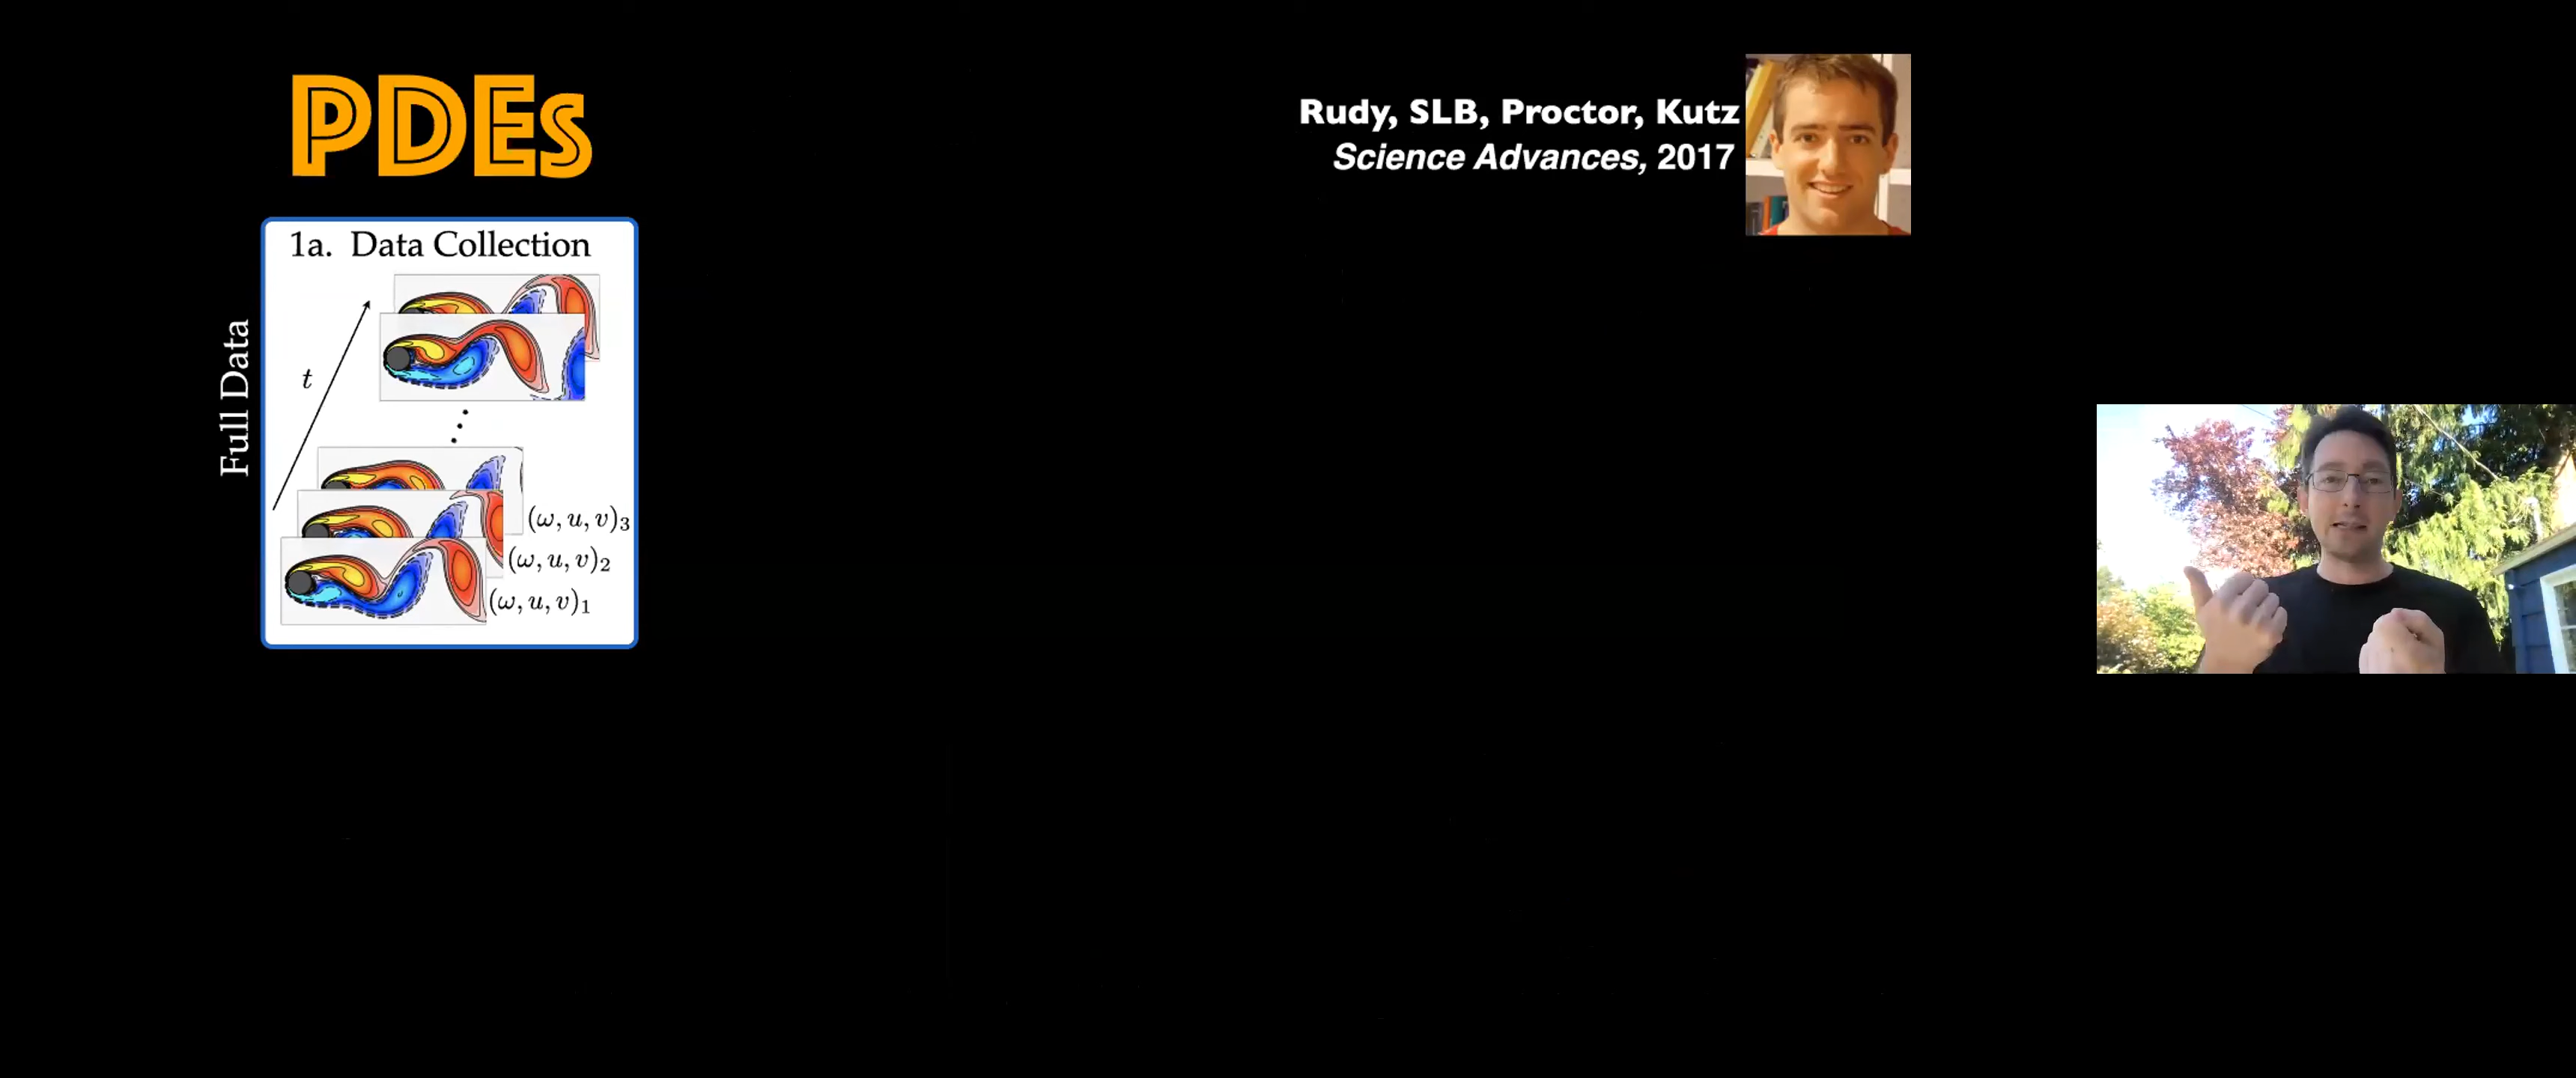 PDEs
Rudy, SLB, Proctor, Kutz
Science Advances, 2017
1a. Data Collection
Full Data
t
(ω, u, v)₃
(ω, u, v)₂
(ω, u, v)₁